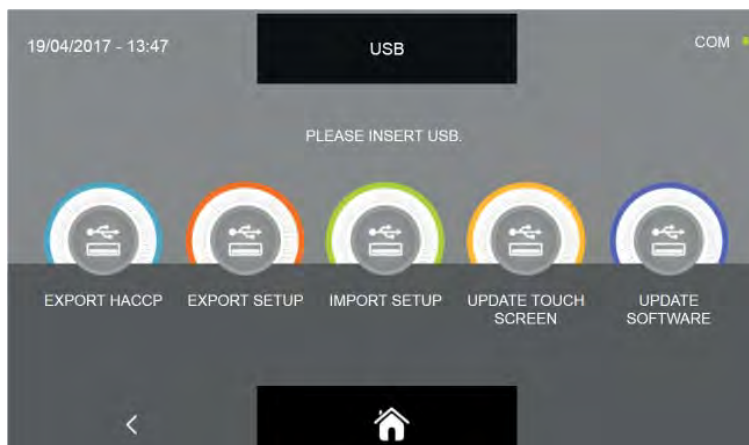 19/04/2017 - 13:47
USB
COM
PLEASE INSERT USB.
EXPORT HACCP
EXPORT SETUP
IMPORT SETUP
UPDATE TOUCH
SCREEN
UPDATE
SOFTWARE